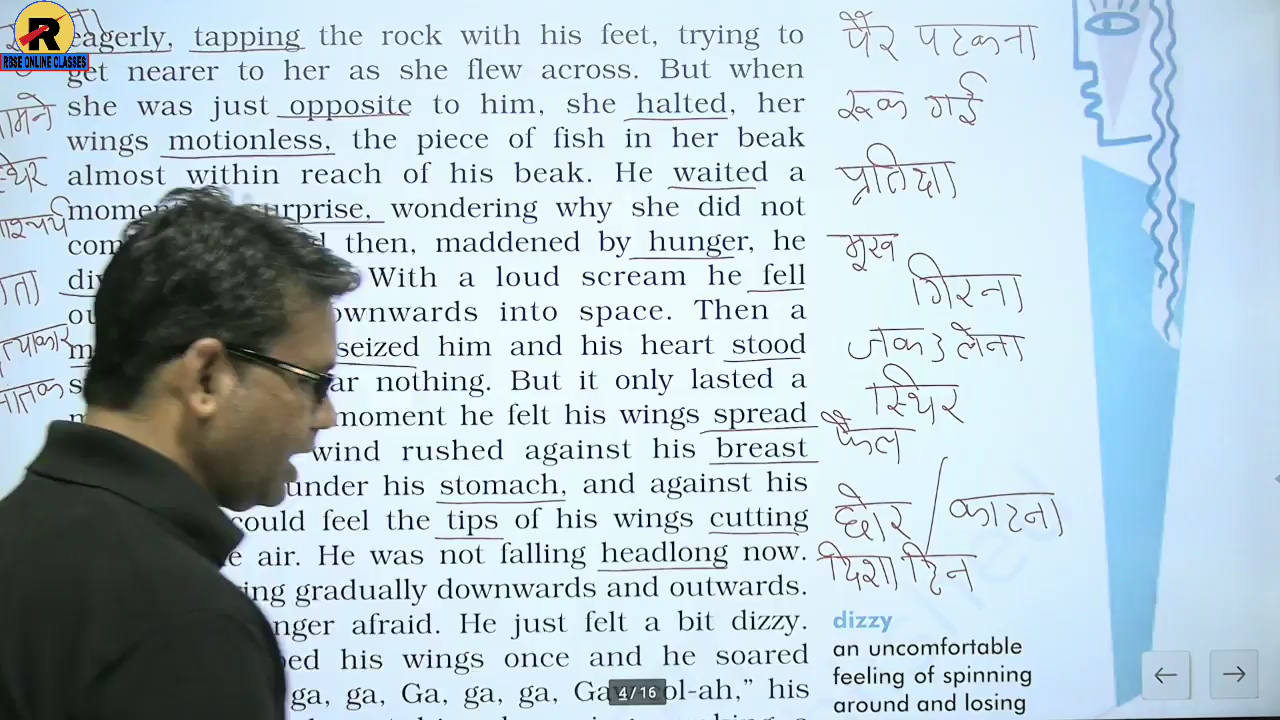 R
RBSE ONLINE CLASSES
eagerly, tapping the rock with his feet, trying to
get nearer to her as she flew across. But when
she was just opposite to him, she halted, her
wings motionless, the piece of fish in her beak
almost within reach of his beak. He waited a
surprise, wondering why she did not
then, maddened by hunger, he
With a loud scream he fell
downwards into space. Then a
seized him and his heart stood
nothing. But it only lasted a
moment he felt his wings spread
wind rushed against his breast
under his stomach, and against his
could feel the tips of his wings cutting
air. He was not falling headlong now.
gradually downwards and outwards.
afraid. He just felt a bit dizzy.
his wings once and he soared
ga, ga, Ga, ga, ga, ol-ah,” his
4/16
पैर पटकना
रूक गई
प्रतिक्षा
भूख
गिरना
जकड़ लेना
स्थिर
फैल
छोर / काटना
दिशाहिन
dizzy
an uncomfortable
feeling of spinning
around and losing